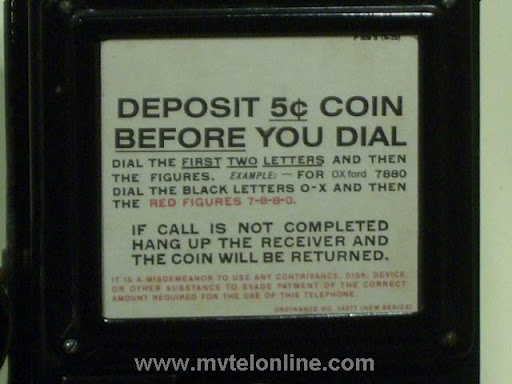 DEPOSIT 5¢ COIN
BEFORE YOU DIAL
DIAL THE FIRST TWO LETTERS AND THEN
THE FIGURES. EXAMPLE: — FOR OXford 7880
DIAL THE BLACK LETTERS O-X AND THEN
THE RED FIGURES 7-8-8-0.
IF CALL IS NOT COMPLETED
HANG UP THE RECEIVER AND
THE COIN WILL BE RETURNED.
IT IS A MISDEMEANOR TO USE ANY CONTRIVANCE, DISK, DEVICE,
OR OTHER SUBSTANCE TO EVADE PAYMENT OF THE CORRECT
AMOUNT REQUIRED FOR THE USE OF THIS TELEPHONE.
ORDINANCE NO. (NEW SERIES)
www.mvtelonline.com